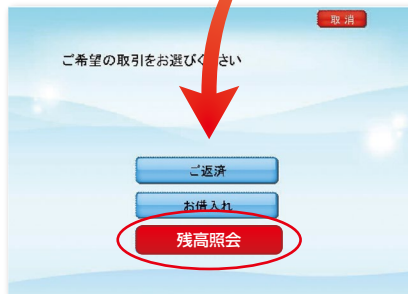 取消
ご希望の取引をお選びください
ご返済
お借入れ
残高照会